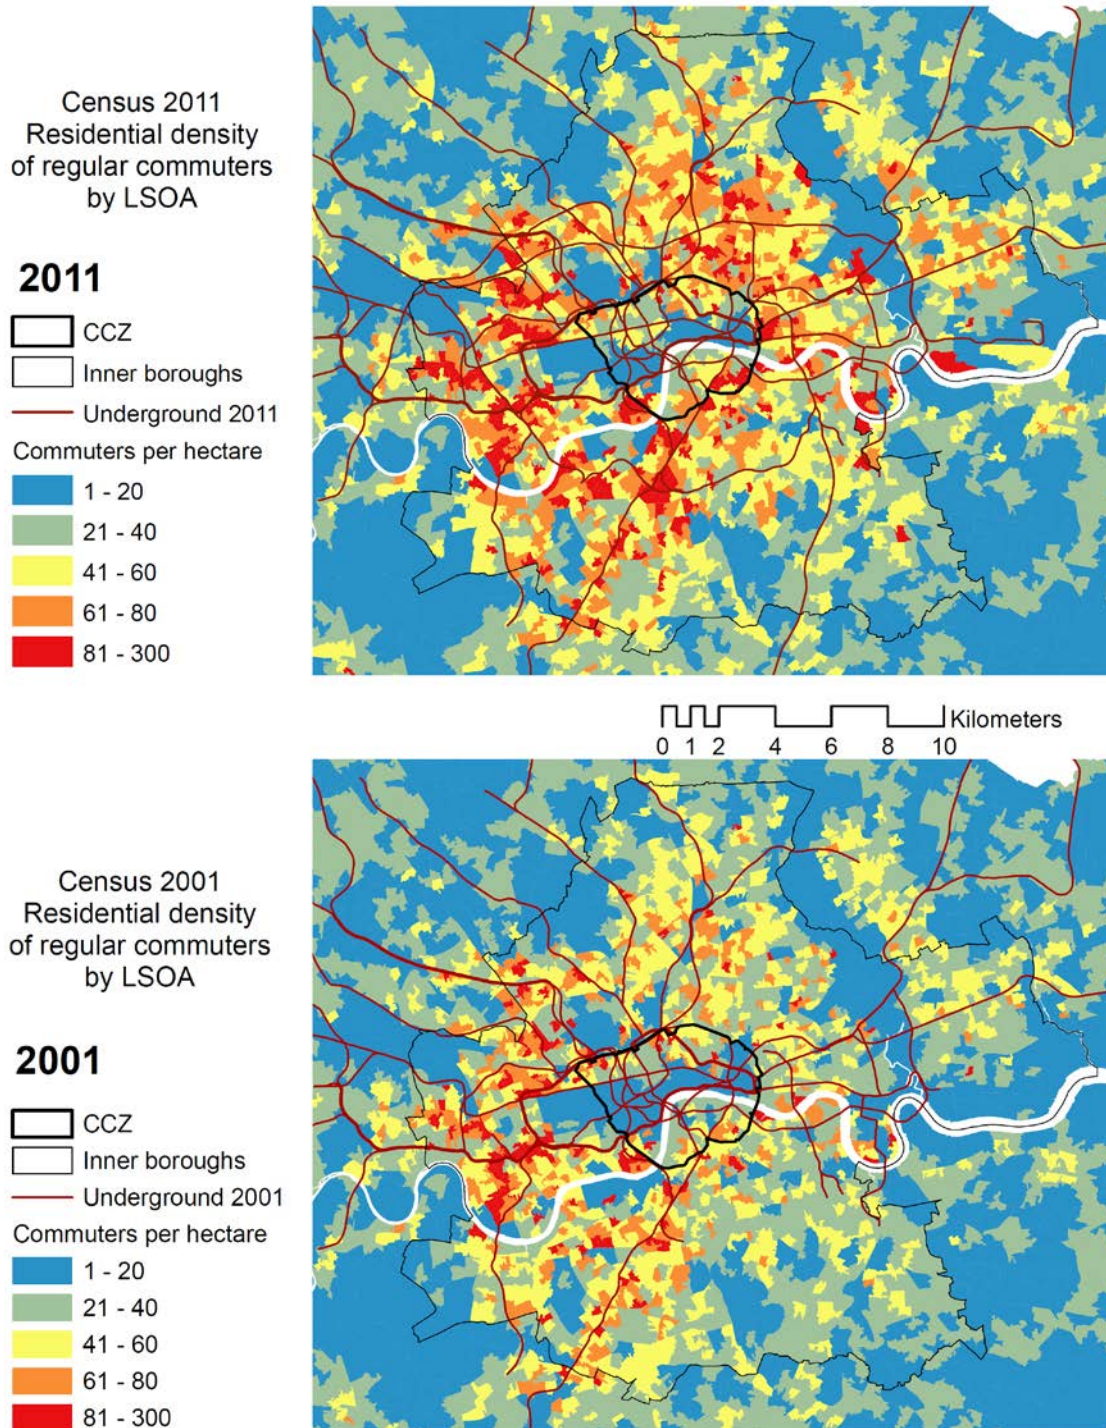 Census 2011
Residential density
of regular commuters
by LSOA
2011
CCZ
Inner boroughs
Underground 2011
Commuters per hectare
1 - 20
21 - 40
41 - 60
61 - 80
81 - 300
Kilometers
0 1 2 4 6 8 10
Census 2001
Residential density
of regular commuters
by LSOA
2001
CCZ
Inner boroughs
Underground 2001
Commuters per hectare
1 - 20
21 - 40
41 - 60
61 - 80
81 - 300